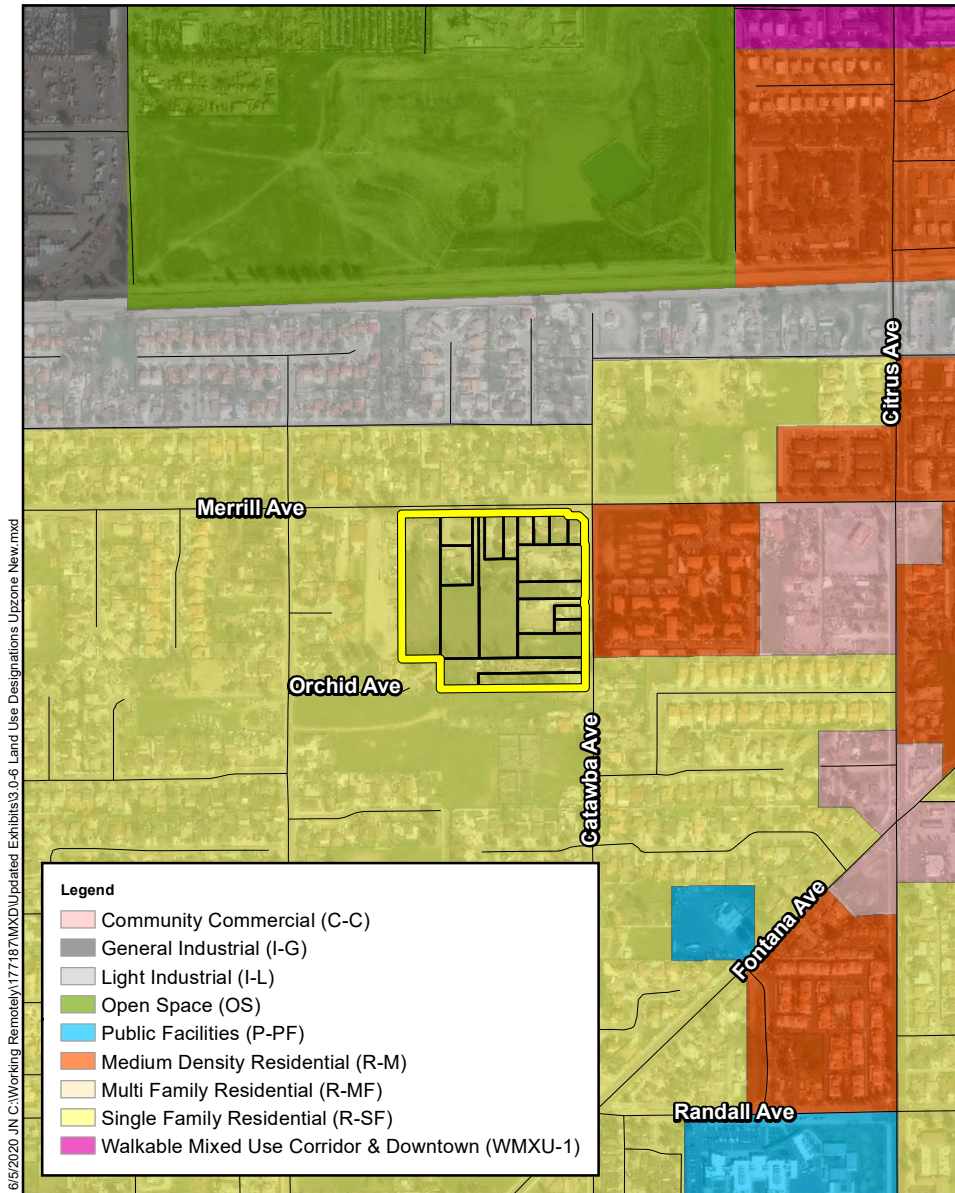 Citrus Ave
Merrill Ave
Orchid Ave
Catawba Ave
Fontana Ave
Randall Ave
Legend
Community Commercial (C-C)
General Industrial (I-G)
Light Industrial (I-L)
Open Space (OS)
Public Facilities (P-PF)
Medium Density Residential (R-M)
Multi Family Residential (R-MF)
Single Family Residential (R-SF)
Walkable Mixed Use Corridor & Downtown (WMXU-1)
6/5/2020 JN C:\Working Remotely\177187\MXD\Updated Exhibits\3.0-6 Land Use Designations Upzone New.mxd